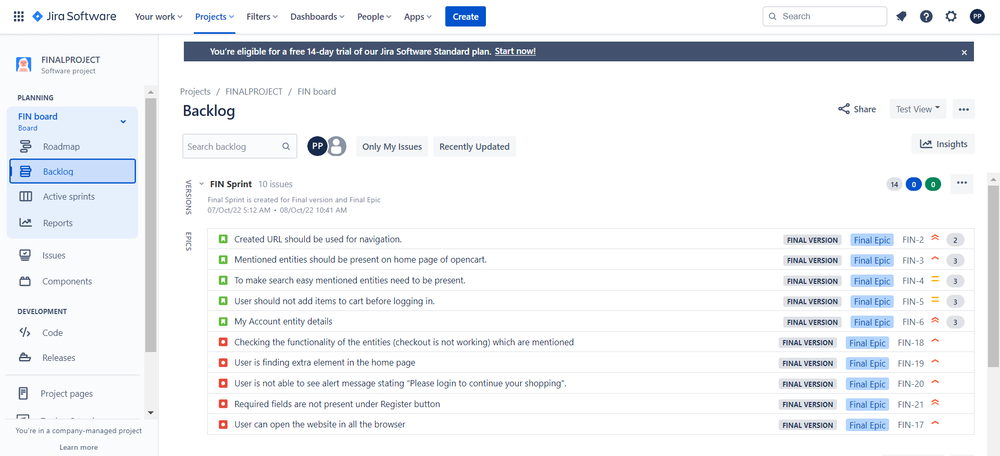 Jira Software Your work Projects Filters Dashboards People Apps Create Search PP
You're eligible for a free 14-day trial of our Jira Software Standard plan. Start now!
FINALPROJECT
Software project
PLANNING
FIN board
Board
Roadmap
Backlog
Active sprints
Reports
Issues
Components
DEVELOPMENT
Code
Releases
Project pages
You're in a company-managed project
Learn more
Projects / FINALPROJECT / FIN board
Backlog
Share Test View
Search backlog PP Only My Issues Recently Updated Insights
VERSIONS
EPICS
FIN Sprint 10 issues 14 0 0
Final Sprint is created for Final version and Final Epic
07/Oct/22 5:12 AM • 08/Oct/22 10:41 AM
Created URL should be used for navigation. FINAL VERSION Final Epic FIN-2 2
Mentioned entities should be present on home page of opencart. FINAL VERSION Final Epic FIN-3 3
To make search easy mentioned entities need to be present. FINAL VERSION Final Epic FIN-4 3
User should not add items to cart before logging in. FINAL VERSION Final Epic FIN-5 3
My Account entity details FINAL VERSION Final Epic FIN-6 3
Checking the functionality of the entities (checkout is not working) which are mentioned FINAL VERSION Final Epic FIN-18
User is finding extra element in the home page FINAL VERSION Final Epic FIN-19
User is not able to see alert message stating “Please login to continue your shopping”. FINAL VERSION Final Epic FIN-20
Required fields are not present under Register button FINAL VERSION Final Epic FIN-21
User can open the website in all the browser FINAL VERSION Final Epic FIN-17